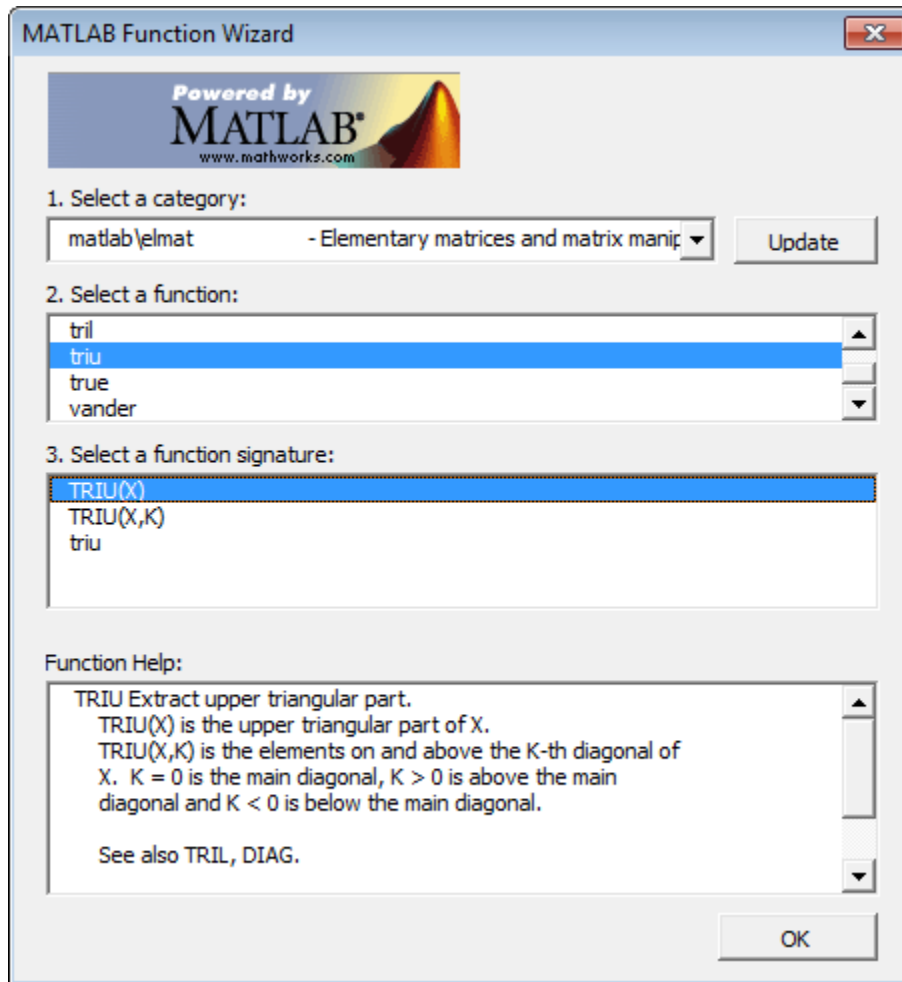 MATLAB Function Wizard
Powered by
MATLAB®
www.mathworks.com
1. Select a category:
matlab\elmat - Elementary matrices and matrix manip
Update
2. Select a function:
tril
triu
true
vander
3. Select a function signature:
TRIU(X)
TRIU(X,K)
triu
Function Help:
TRIU Extract upper triangular part.
TRIU(X) is the upper triangular part of X.
TRIU(X,K) is the elements on and above the K-th diagonal of
X. K = 0 is the main diagonal, K > 0 is above the main
diagonal and K < 0 is below the main diagonal.
See also TRIL, DIAG.
OK